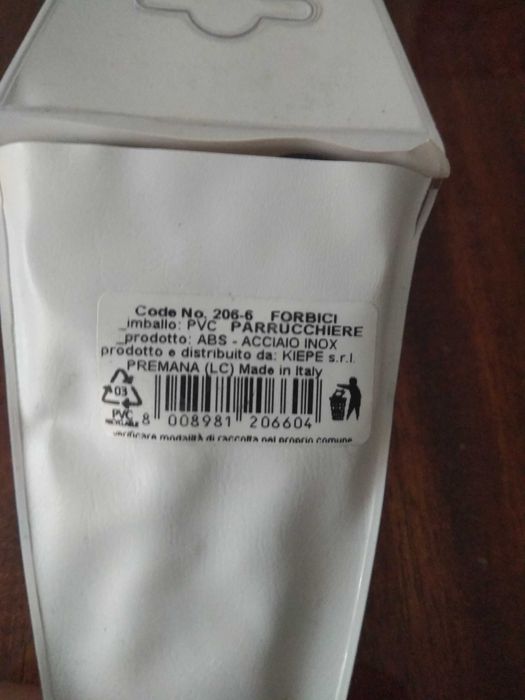 Code No. 206-6 FORBICI
_imballo: PVC PARRUCCHIERE
_prodotto: ABS - ACCIAIO INOX
prodotto e distribuito da: KIEPE s.r.l.
PREMANA (LC) Made in Italy
03
PVC
RECYCLABLE
8 008981 206604
verificare modalità di raccolta nel proprio comune